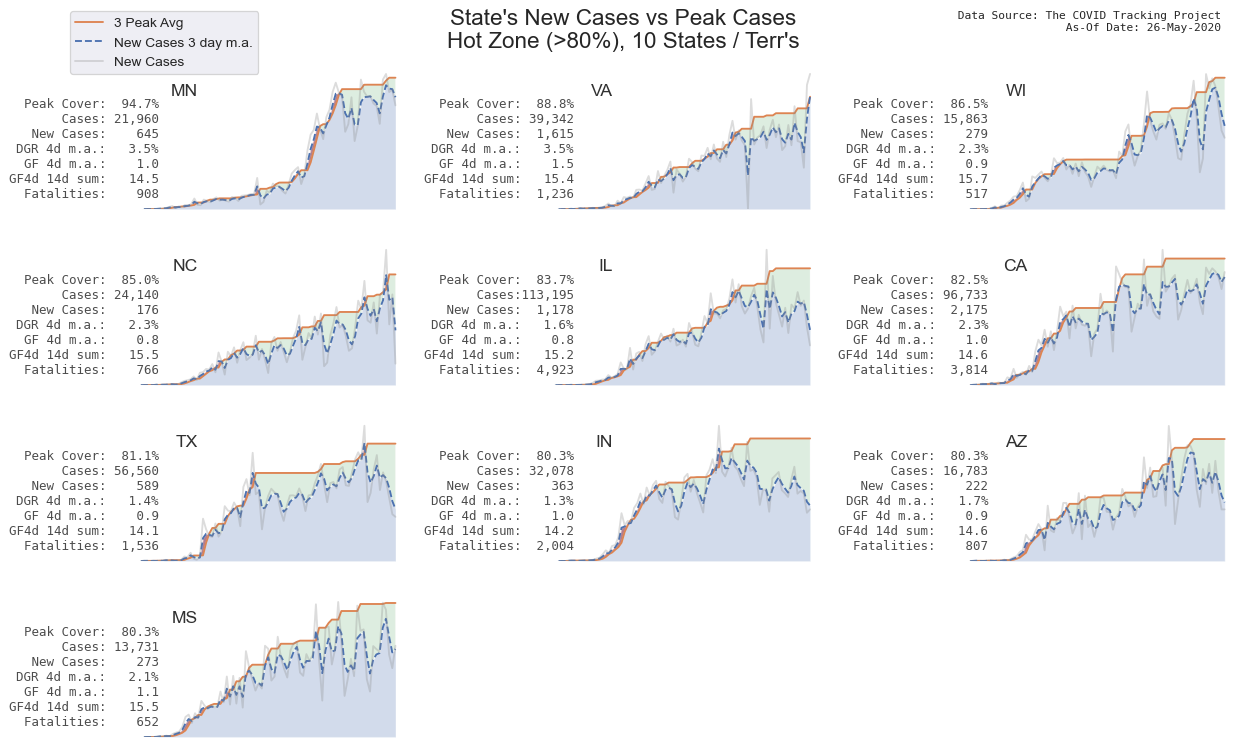 3 Peak Avg
New Cases 3 day m.a.
New Cases
State's New Cases vs Peak Cases
Hot Zone (>80%), 10 States / Terr's
Data Source: The COVID Tracking Project
As-Of Date: 26-May-2020
MN
Peak Cover: 94.7%
Cases: 21,960
New Cases: 645
DGR 4d m.a.: 3.5%
GF 4d m.a.: 1.0
GF4d 14d sum: 14.5
Fatalities: 908
VA
Peak Cover: 88.8%
Cases: 39,342
New Cases: 1,615
DGR 4d m.a.: 3.5%
GF 4d m.a.: 1.5
GF4d 14d sum: 15.4
Fatalities: 1,236
WI
Peak Cover: 86.5%
Cases: 15,863
New Cases: 279
DGR 4d m.a.: 2.3%
GF 4d m.a.: 0.9
GF4d 14d sum: 15.7
Fatalities: 517
NC
Peak Cover: 85.0%
Cases: 24,140
New Cases: 176
DGR 4d m.a.: 2.3%
GF 4d m.a.: 0.8
GF4d 14d sum: 15.5
Fatalities: 766
IL
Peak Cover: 83.7%
Cases:113,195
New Cases: 1,178
DGR 4d m.a.: 1.6%
GF 4d m.a.: 0.8
GF4d 14d sum: 15.2
Fatalities: 4,923
CA
Peak Cover: 82.5%
Cases: 96,733
New Cases: 2,175
DGR 4d m.a.: 2.3%
GF 4d m.a.: 1.0
GF4d 14d sum: 14.6
Fatalities: 3,814
TX
Peak Cover: 81.1%
Cases: 56,560
New Cases: 589
DGR 4d m.a.: 1.4%
GF 4d m.a.: 0.9
GF4d 14d sum: 14.1
Fatalities: 1,536
IN
Peak Cover: 80.3%
Cases: 32,078
New Cases: 363
DGR 4d m.a.: 1.3%
GF 4d m.a.: 1.0
GF4d 14d sum: 14.2
Fatalities: 2,004
AZ
Peak Cover: 80.3%
Cases: 16,783
New Cases: 222
DGR 4d m.a.: 1.7%
GF 4d m.a.: 0.9
GF4d 14d sum: 14.6
Fatalities: 807
MS
Peak Cover: 80.3%
Cases: 13,731
New Cases: 273
DGR 4d m.a.: 2.1%
GF 4d m.a.: 1.1
GF4d 14d sum: 15.5
Fatalities: 652